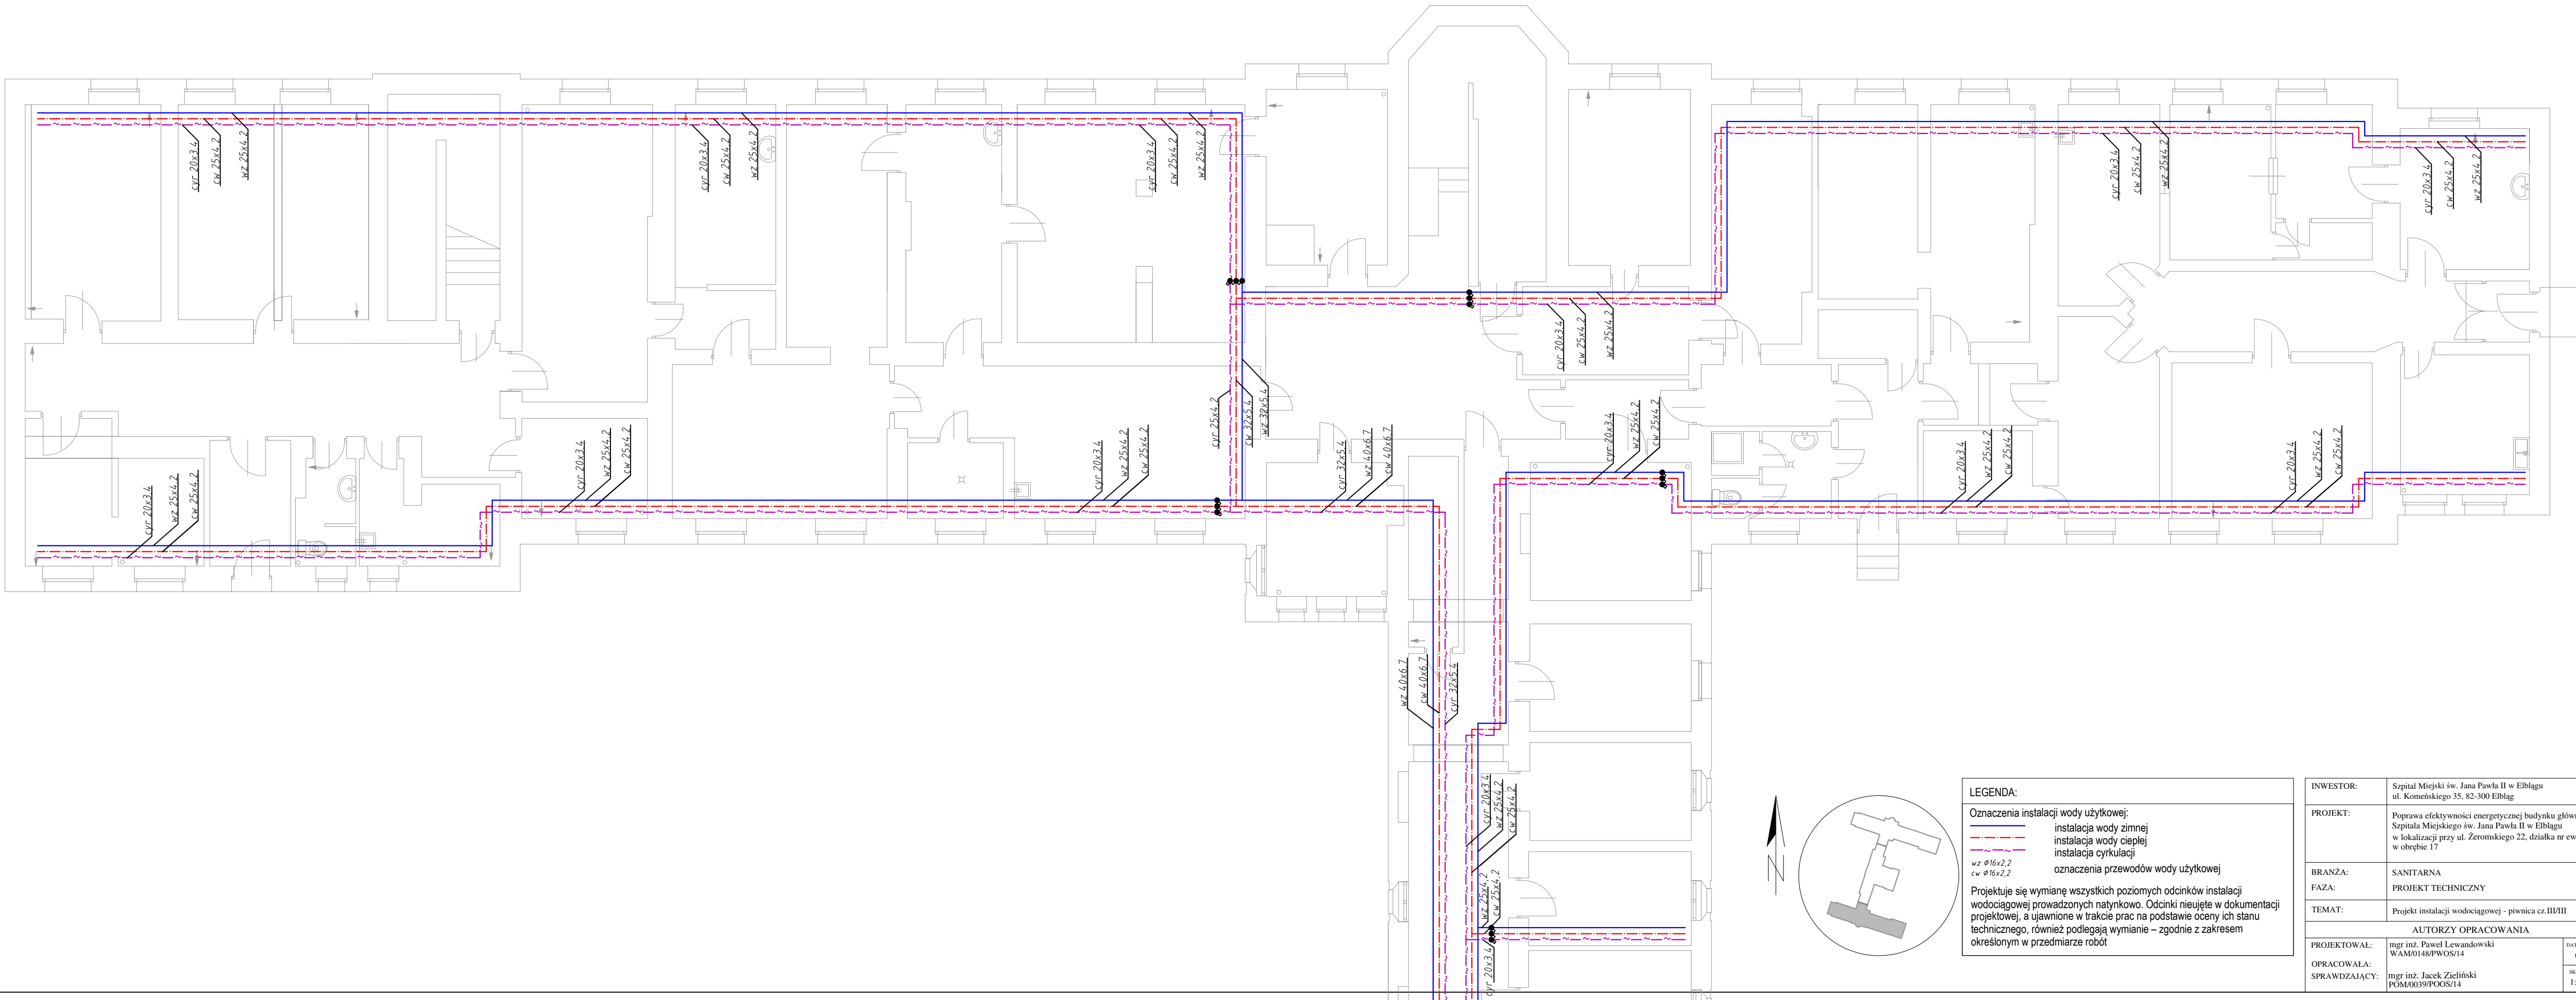 cyr 20x3.4
cw 25x4.2
wz 25x4.2
cyr 20x3.4
cw 25x4.2
wz 25x4.2
cyr 20x3.4
cw 25x4.2
wz 25x4.2
cyr 20x3.4
cw 25x4.2
wz 25x4.2
cyr 20x3.4
cw 25x4.2
wz 25x4.2
cyr 20x3.4
cw 25x4.2
wz 25x4.2
cyr 25x4.2
cw 32x5.4
wz 32x5.4
cyr 20x3.4
wz 25x4.2
cw 25x4.2
cyr 20x3.4
wz 25x4.2
cw 25x4.2
cyr 20x3.4
wz 25x4.2
cw 25x4.2
cyr 32x5.4
wz 40x6.7
cw 40x6.7
cyr 20x3.4
wz 25x4.2
cw 25x4.2
cyr 20x3.4
wz 25x4.2
cw 25x4.2
cyr 20x3.4
wz 25x4.2
cw 25x4.2
wz 40x6.7
cw 40x6.7
cyr 32x5.4
cyr 20x3.4
wz 25x4.2
cw 25x4.2
wz 25x4.2
cw 25x4.2
cyr 20x3.4
N
LEGENDA:
Oznaczenia instalacji wody użytkowej:
instalacja wody zimnej
instalacja wody ciepłej
instalacja cyrkulacji
wz Φ16x2,2
cw Φ16x2,2
oznaczenia przewodów wody użytkowej
Projektuje się wymianę wszystkich poziomych odcinków instalacji
wodociągowej prowadzonych natynkowo. Odcinki nieujęte w dokumentacji
projektowej, a ujawnione w trakcie prac na podstawie oceny ich stanu
technicznego, również podlegają wymianie – zgodnie z zakresem
określonym w przedmiarze robót
INWESTOR: Szpital Miejski św. Jana Pawła II w Elblągu
ul. Komeńskiego 35, 82-300 Elbląg
PROJEKT: Poprawa efektywności energetycznej budynku
Szpitala Miejskiego św. Jana Pawła II w Elblągu
w lokalizacji przy ul. Żeromskiego 22, działka nr
w obrębie 17
BRANŻA: SANITARNA
FAZA: PROJEKT TECHNICZNY
TEMAT: Projekt instalacji wodociągowej - piwnica cz.III/III
AUTORZY OPRACOWANIA
PROJEKTOWAŁ: mgr inż. Paweł Lewandowski
WAM/0148/PWOS/14
OPRACOWAŁA:
SPRAWDZAJĄCY: mgr inż. Jacek Zieliński
POM/0039/POOS/14